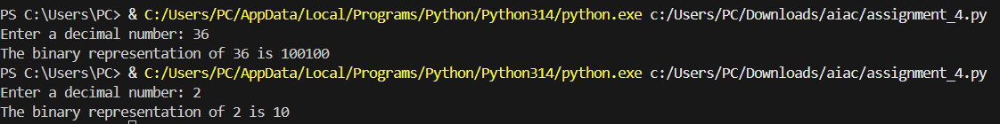 PS C:\Users\PC> & C:/Users/PC/AppData/Local/Programs/Python/Python314/python.exe c:/Users/PC/Downloads/aiac/assignment_4.py
Enter a decimal number: 36
The binary representation of 36 is 100100
PS C:\Users\PC> & C:/Users/PC/AppData/Local/Programs/Python/Python314/python.exe c:/Users/PC/Downloads/aiac/assignment_4.py
Enter a decimal number: 2
The binary representation of 2 is 10